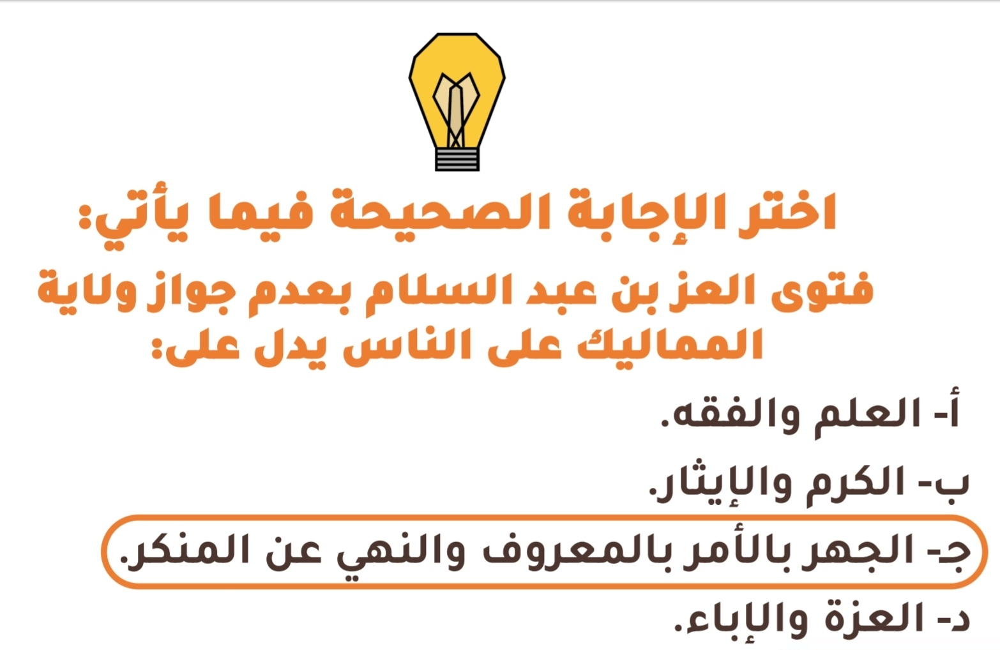 اختر الإجابة الصحيحة فيما يأتي:
فتوى العز بن عبد السلام بعدم جواز ولاية
المماليك على الناس يدل على:
أ- العلم والفقه.
ب- الكرم والإيثار.
جـ- الجهر بالأمر بالمعروف والنهي عن المنكر.
د- العزة والإباء.